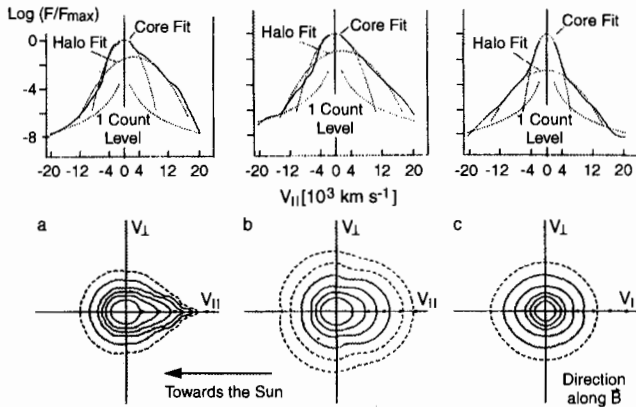 Log (F/Fmax)
Core Fit
Halo Fit
1 Count
Level
0
-4
-8
-20 -12 -4 0 4 12 20
Core Fit
Halo Fit
1 Count
Level
-20 -12 -4 0 4 12 20
Core Fit
Halo Fit
1 Count
Level
-20 -12 -4 0 4 12 20
V|| [10³ km s⁻¹]
a V⊥ V||
b V⊥ V||
c V⊥
Towards the Sun
Direction
along B